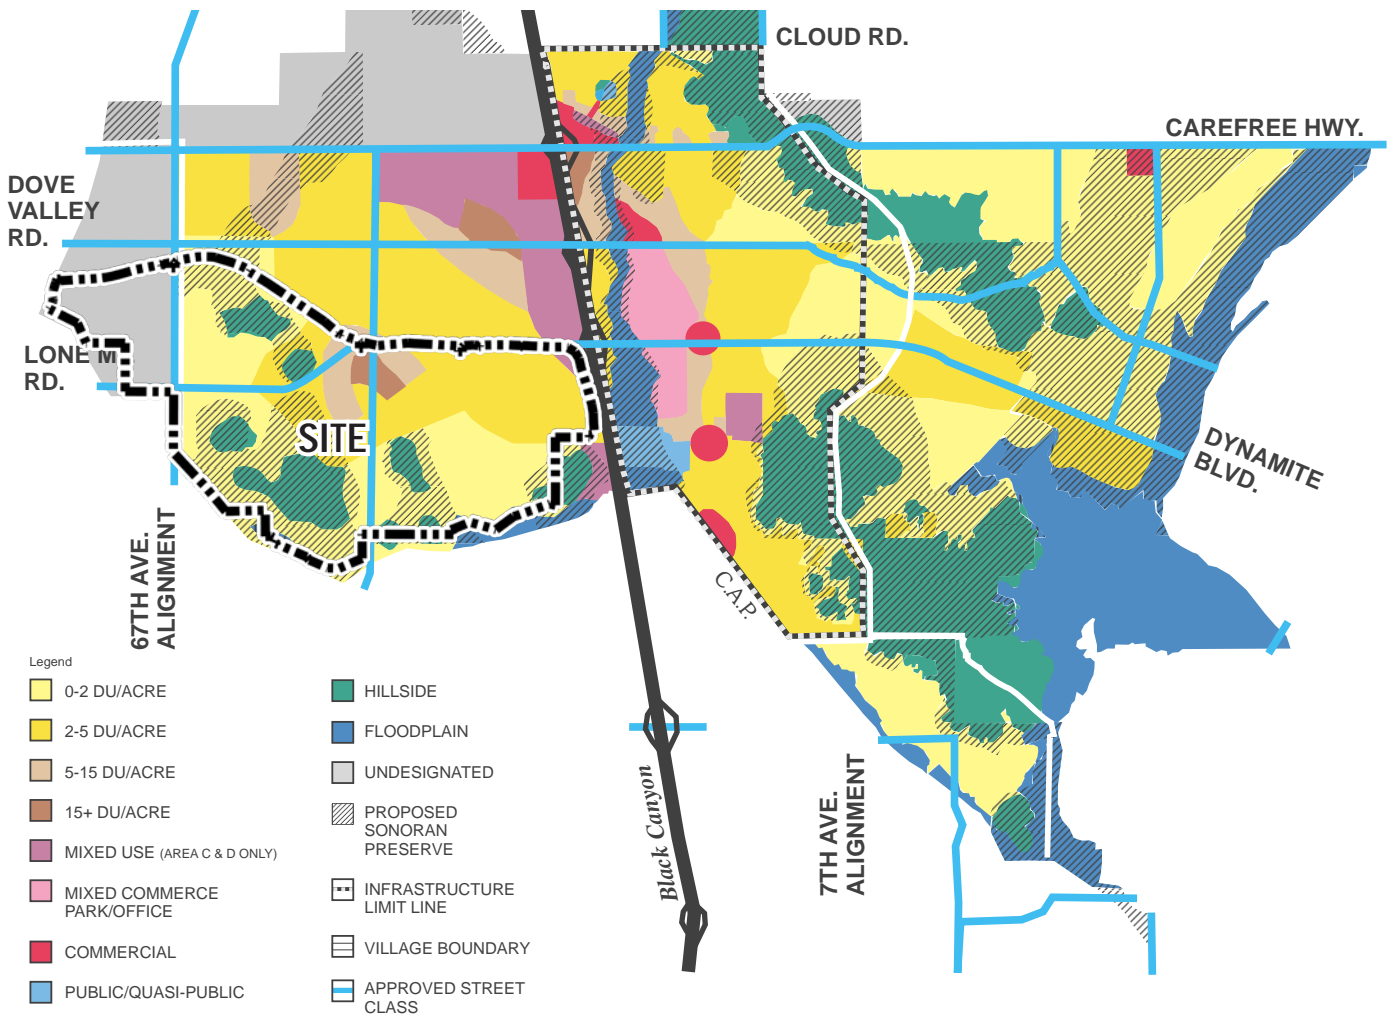 CLOUD RD.
CAREFREE HWY.
DOVE
VALLEY
RD.
LONE M
RD.
SITE
DYNAMITE
BLVD.
67TH AVE.
ALIGNMENT
C.A.P.
Black Canyon
7TH AVE.
ALIGNMENT
Legend
0-2 DU/ACRE
2-5 DU/ACRE
5-15 DU/ACRE
15+ DU/ACRE
MIXED USE (AREA C & D ONLY)
MIXED COMMERCE
PARK/OFFICE
COMMERCIAL
PUBLIC/QUASI-PUBLIC
HILLSIDE
FLOODPLAIN
UNDESIGNATED
PROPOSED
SONORAN
PRESERVE
INFRASTRUCTURE
LIMIT LINE
VILLAGE BOUNDARY
APPROVED STREET
CLASS